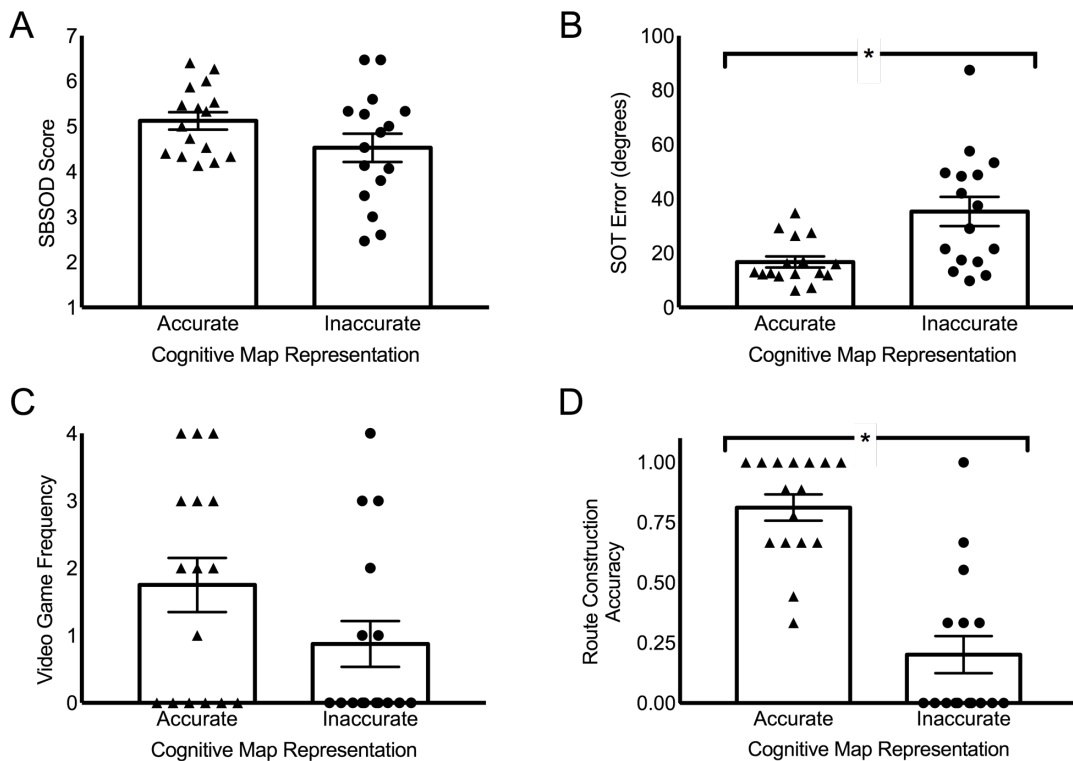 A
7
6
5
4
3
2
1
SBSOD Score
Accurate
Inaccurate
Cognitive Map Representation
B
100
80
60
40
20
0
SOT Error (degrees)
*
Accurate
Inaccurate
Cognitive Map Representation
C
4
3
2
1
0
Video Game Frequency
Accurate
Inaccurate
Cognitive Map Representation
D
1.00
0.75
0.50
0.25
0.00
Route Construction
Accuracy
*
Accurate
Inaccurate
Cognitive Map Representation